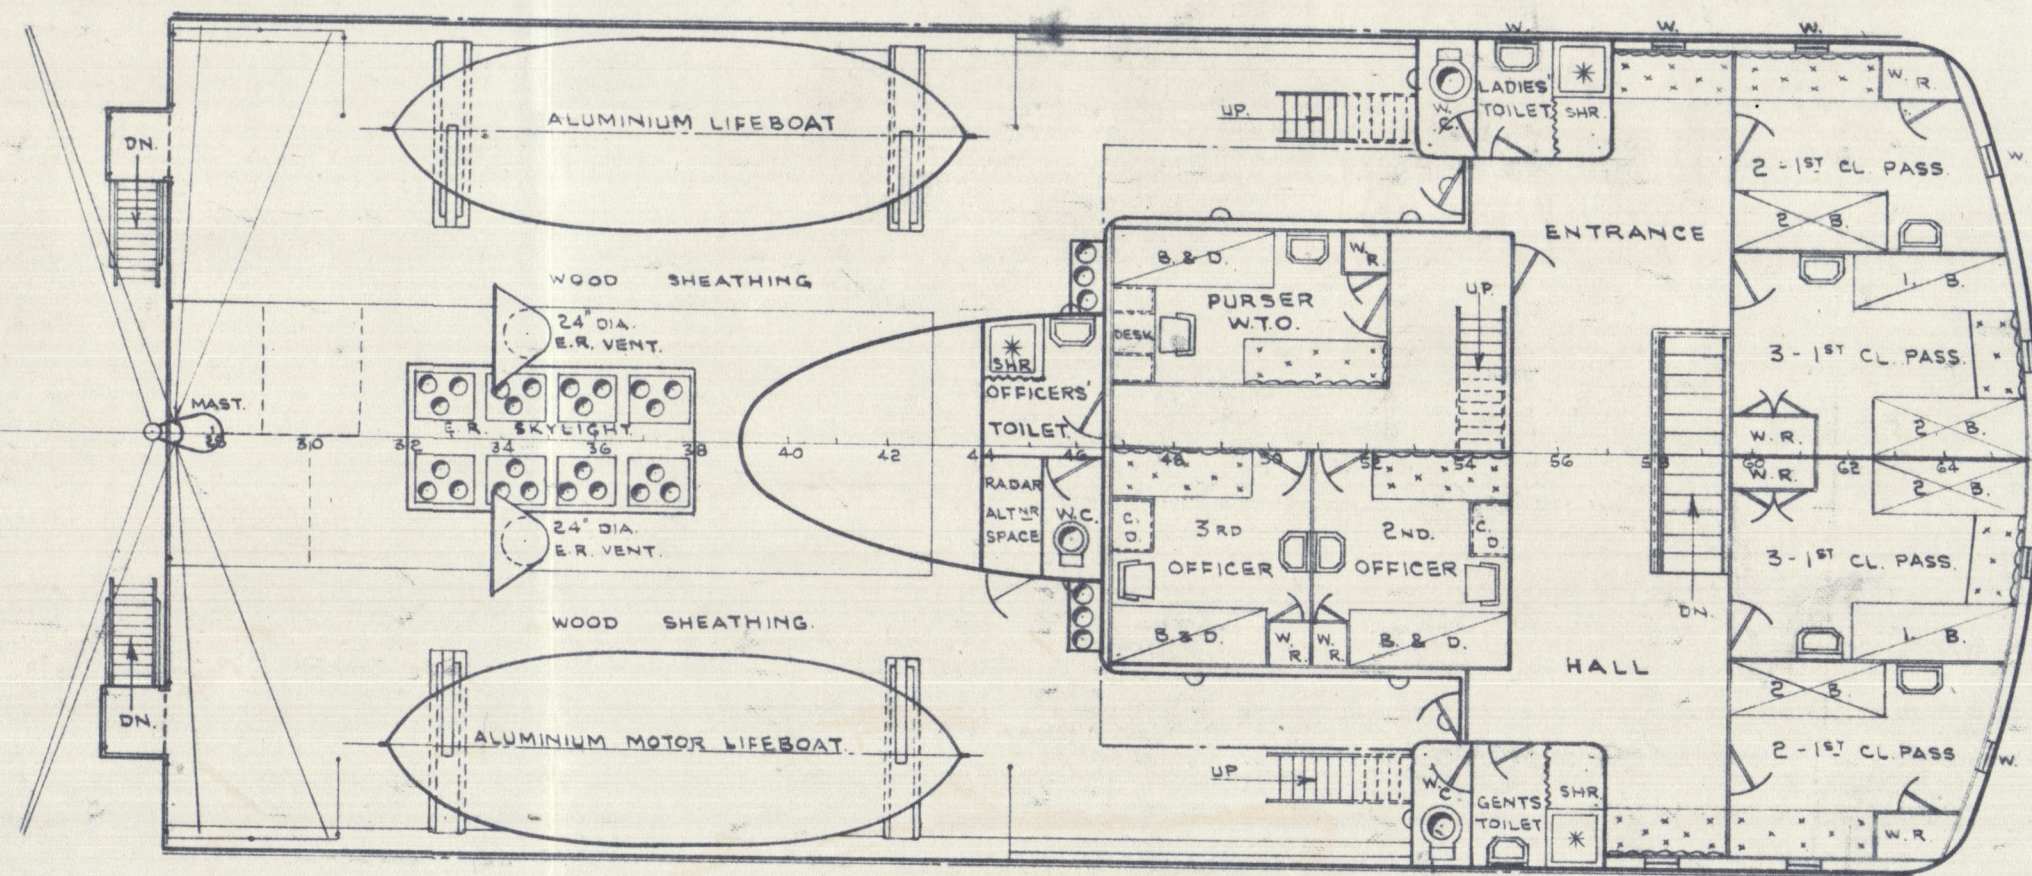 W.
W.
W.
ALUMINIUM LIFEBOAT
DN.
UP.
W.
C.
LADIES'
TOILET
SHR.
W.
R.
2 - 1ST CL. PASS.
W.
2 B.
ENTRANCE
WOOD SHEATHING
24" DIA.
E.R. VENT.
B. & D.
W.
R.
PURSER
W.T.O.
DESK
UP.
1. B.
3 - 1ST CL. PASS.
SHR.
OFFICERS'
TOILET.
MAST.
E.R. SKYLIGHT
32 34 36 38 40 42 44 46 48 50 52 54 56 58 60 62 64
310
W.R.
W.R.
2 B.
2 B.
RADAR
ALTNR
SPACE
W.C.
24" DIA.
E.R. VENT.
C.
D.
3RD
OFFICER
2ND.
OFFICER
C.
D.
3 - 1ST CL. PASS.
DN.
1. B.
WOOD SHEATHING.
B. & D.
W.
R.
W.
R.
B. & D.
HALL
2 B
DN.
ALUMINIUM MOTOR LIFEBOAT.
UP
W.
C.
GENTS
TOILET
SHR.
2 - 1ST CL. PASS
W.
W.R